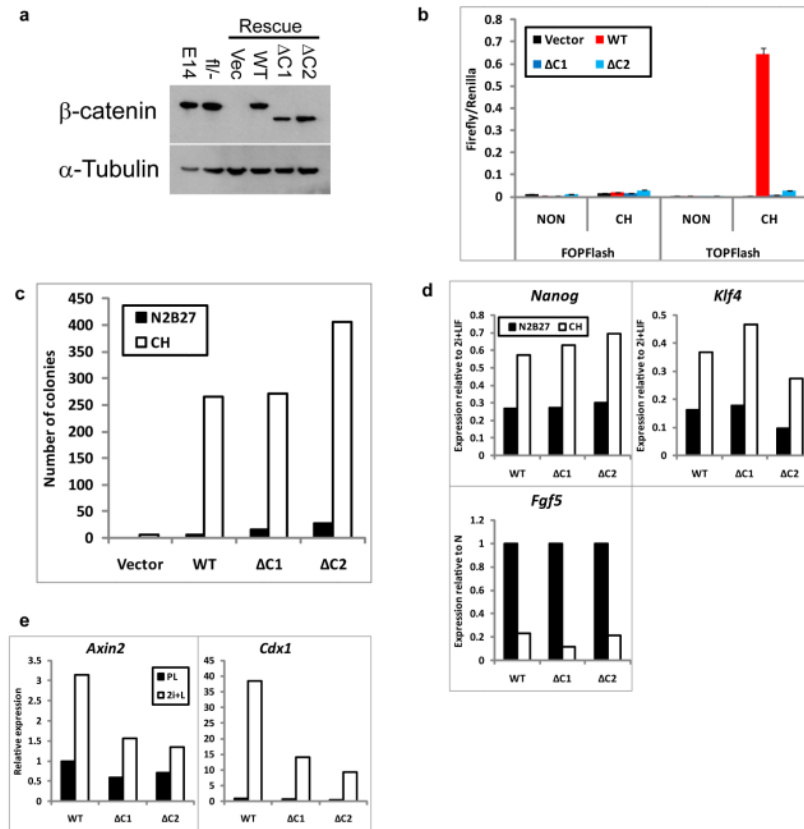 a
Rescue
E14 fl/- Vec WT ΔC1 ΔC2
β-catenin
α-Tubulin
b
Vector WT
ΔC1 ΔC2
Firefly/Renilla
0.8
0.7
0.6
0.5
0.4
0.3
0.2
0.1
0
NON CH NON CH
FOPFlash TOPFlash
c
N2B27
CH
Number of colonies
450
400
350
300
250
200
150
100
50
0
Vector WT ΔC1 ΔC2
d
Nanog
N2B27 CH
Expression relative to 2i+LIF
0.8
0.7
0.6
0.5
0.4
0.3
0.2
0.1
0
WT ΔC1 ΔC2
Klf4
Expression relative to 2i+LIF
0.5
0.4
0.3
0.2
0.1
0
WT ΔC1 ΔC2
Fgf5
Expression relative to N
1.2
1
0.8
0.6
0.4
0.2
0
WT ΔC1 ΔC2
e
Axin2
PL
2i+L
Relative expression
3.5
3
2.5
2
1.5
1
0.5
0
WT ΔC1 ΔC2
Cdx1
45
40
35
30
25
20
15
10
5
0
WT ΔC1 ΔC2